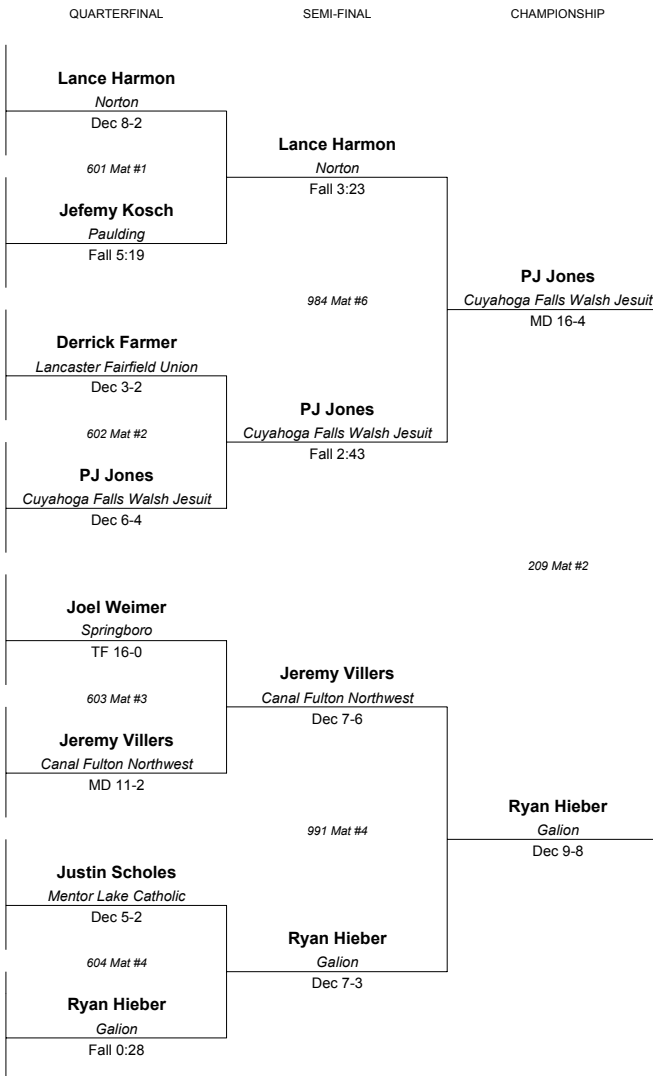 QUARTERFINAL
SEMI-FINAL
CHAMPIONSHIP
Lance Harmon
Norton
Dec 8-2
601 Mat #1
Jefemy Kosch
Paulding
Fall 5:19
Derrick Farmer
Lancaster Fairfield Union
Dec 3-2
602 Mat #2
PJ Jones
Cuyahoga Falls Walsh Jesuit
Dec 6-4
Joel Weimer
Springboro
TF 16-0
603 Mat #3
Jeremy Villers
Canal Fulton Northwest
MD 11-2
Justin Scholes
Mentor Lake Catholic
Dec 5-2
604 Mat #4
Ryan Hieber
Galion
Fall 0:28
Lance Harmon
Norton
Fall 3:23
984 Mat #6
PJ Jones
Cuyahoga Falls Walsh Jesuit
Fall 2:43
Jeremy Villers
Canal Fulton Northwest
Dec 7-6
991 Mat #4
Ryan Hieber
Galion
Dec 7-3
PJ Jones
Cuyahoga Falls Walsh Jesuit
MD 16-4
209 Mat #2
Ryan Hieber
Galion
Dec 9-8